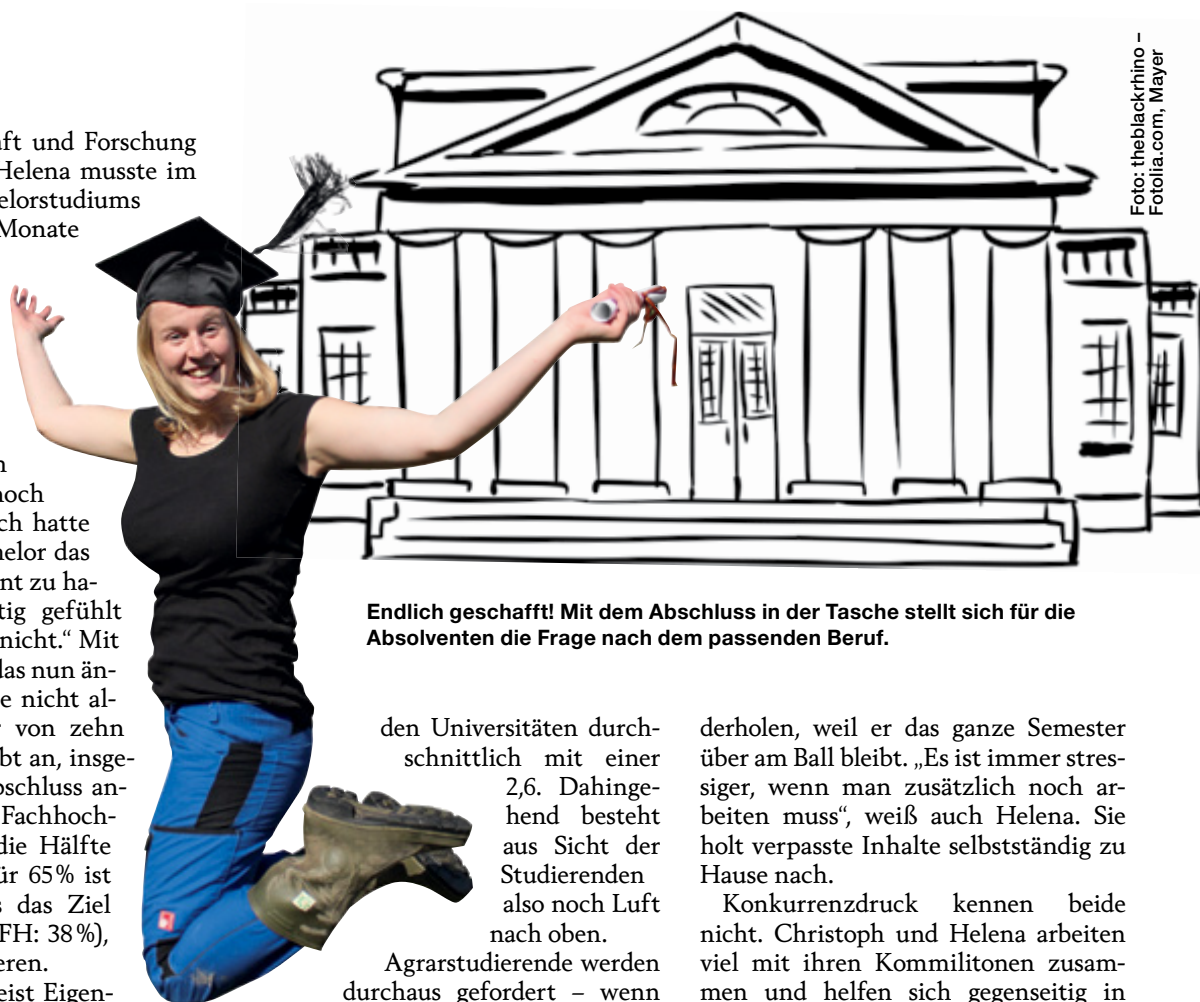 aft und Forschung
Helena musste im
elorstudiums
Monate
n
noch
ch hatte
helor das
nt zu ha-
tig gefühlt
nicht.“ Mit
das nun än-
e nicht al-
r von zehn
bt an, insge-
bschluss an-
Fachhoch-
die Hälfte
ür 65 % ist
s das Ziel
FH: 38 %),
eren.
eist Eigen-
Foto: theblackrhino –
Fotolia.com, Mayer
Endlich geschafft! Mit dem Abschluss in der Tasche stellt sich für die
Absolventen die Frage nach dem passenden Beruf.
den Universitäten durch-
schnittlich mit einer
2,6. Dahinge-
hend besteht
aus Sicht der
Studierenden
also noch Luft
nach oben.
Agrarstudierende werden
durchaus gefordert – wenn
derholen, weil er das ganze Semester
über am Ball bleibt. „Es ist immer stres-
siger, wenn man zusätzlich noch ar-
beiten muss“, weiß auch Helena. Sie
holt verpasste Inhalte selbstständig zu
Hause nach.
Konkurrenzdruck kennen beide
nicht. Christoph und Helena arbeiten
viel mit ihren Kommilitonen zusam-
men und helfen sich gegenseitig in